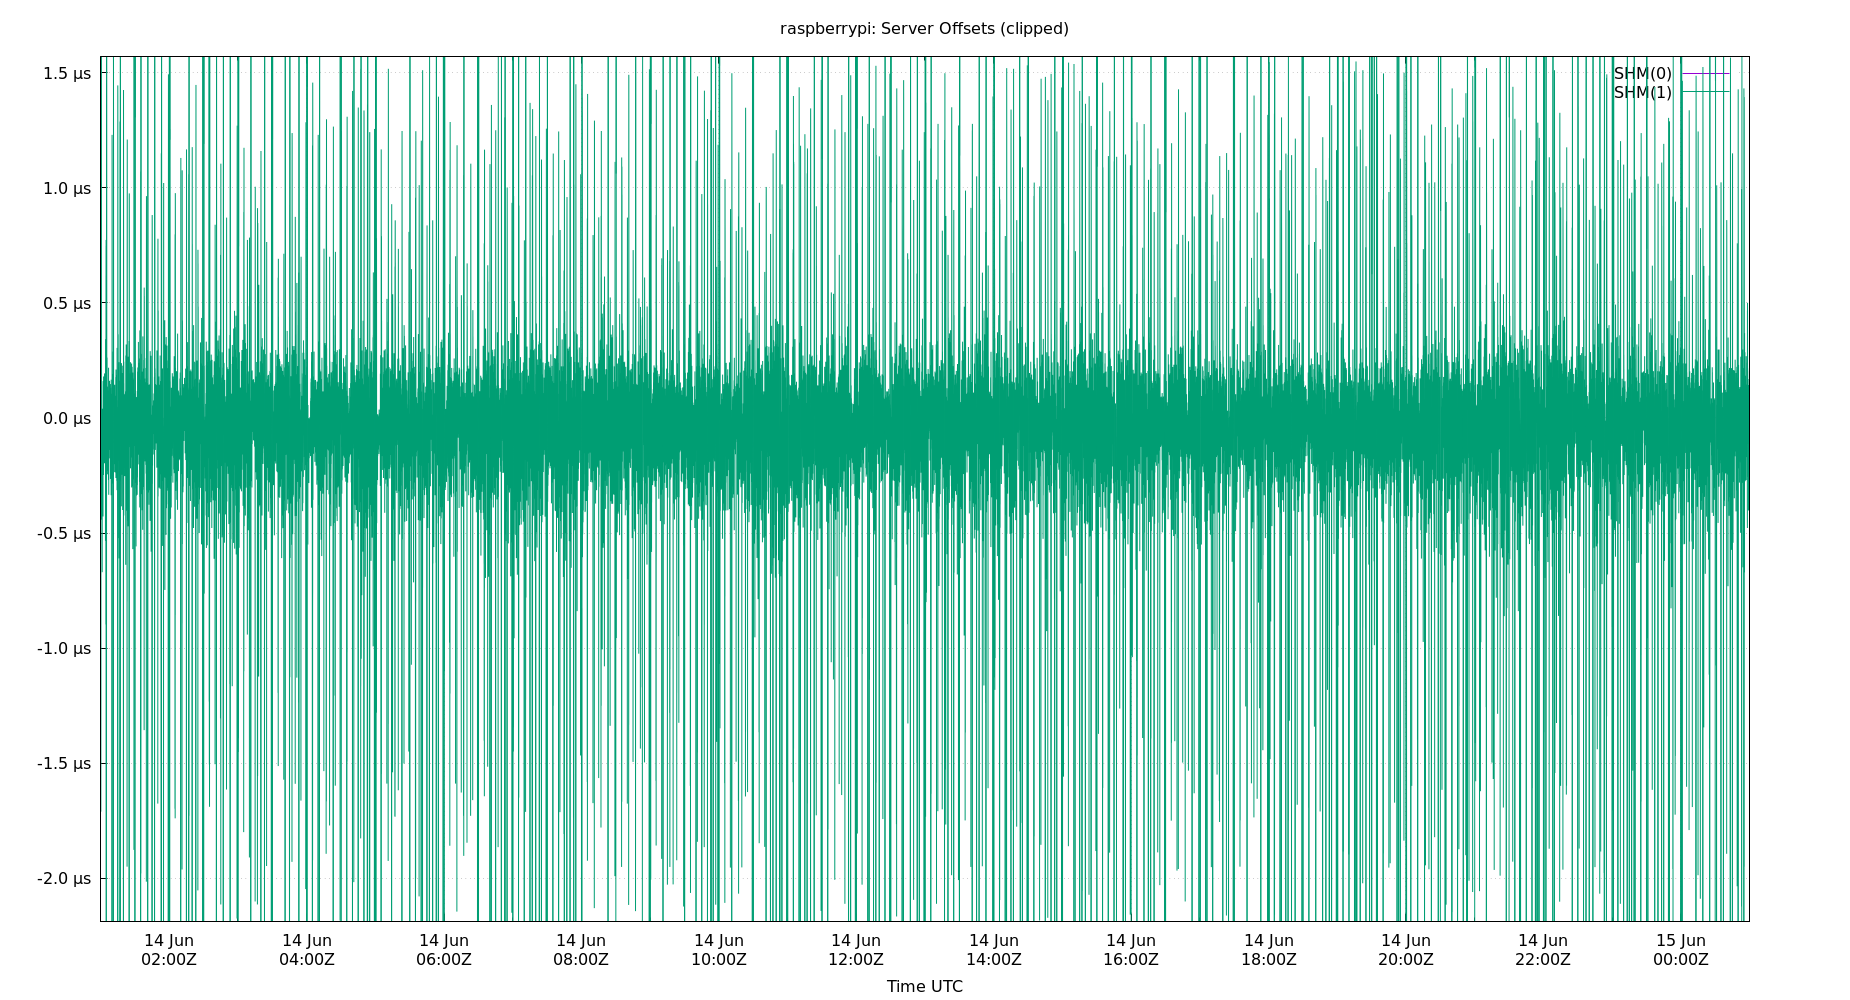 raspberrypi: Server Offsets (clipped)
SHM(0)
SHM(1)
1.5 µs
1.0 µs
0.5 µs
0.0 µs
-0.5 µs
-1.0 µs
-1.5 µs
-2.0 µs
14 Jun 14 Jun 14 Jun 14 Jun 14 Jun 14 Jun 14 Jun 14 Jun 14 Jun 14 Jun 14 Jun 15 Jun
02:00Z 04:00Z 06:00Z 08:00Z 10:00Z 12:00Z 14:00Z 16:00Z 18:00Z 20:00Z 22:00Z 00:00Z
Time UTC